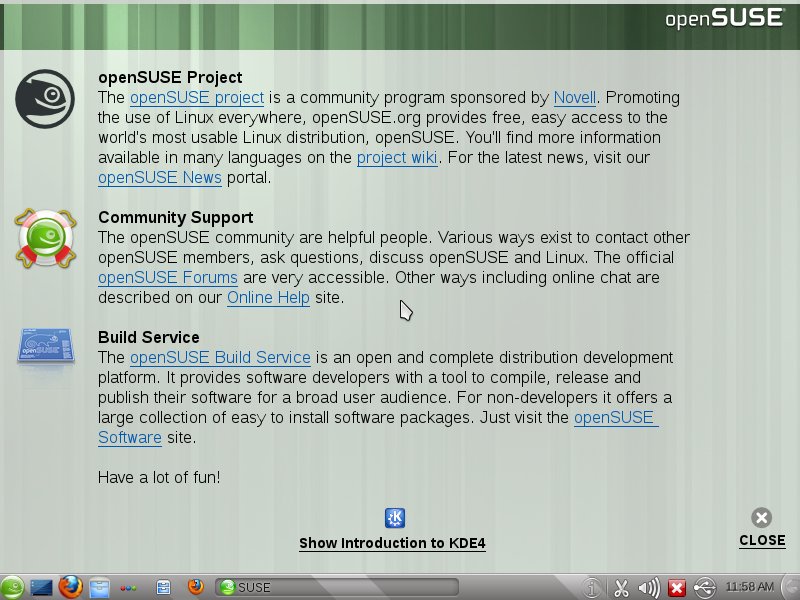 openSUSE
openSUSE Project
The openSUSE project is a community program sponsored by Novell. Promoting
the use of Linux everywhere, openSUSE.org provides free, easy access to the
world's most usable Linux distribution, openSUSE. You'll find more information
available in many languages on the project wiki. For the latest news, visit our
openSUSE News portal.
Community Support
The openSUSE community are helpful people. Various ways exist to contact other
openSUSE members, ask questions, discuss openSUSE and Linux. The official
openSUSE Forums are very accessible. Other ways including online chat are
described on our Online Help site.
openSUSE
Build Service
The openSUSE Build Service is an open and complete distribution development
platform. It provides software developers with a tool to compile, release and
publish their software for a broad user audience. For non-developers it offers a
large collection of easy to install software packages. Just visit the openSUSE
Software site.
Have a lot of fun!
Show Introduction to KDE4
CLOSE
SUSE
11:58 AM